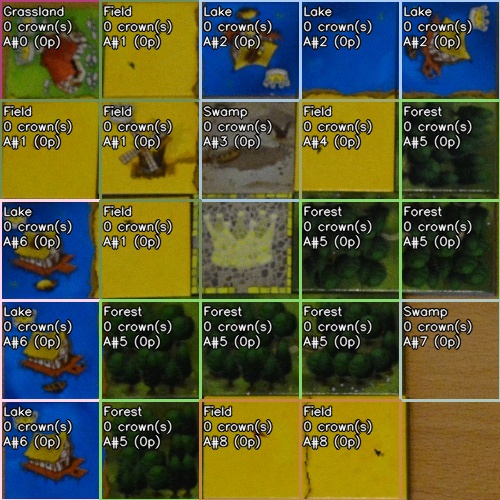 Grassland
0 crown(s)
A#0 (0p)
Field
0 crown(s)
A#1 (0p)
Lake
0 crown(s)
A#2 (0p)
Lake
0 crown(s)
A#2 (0p)
Lake
0 crown(s)
A#2 (0p)
Field
0 crown(s)
A#1 (0p)
Field
0 crown(s)
A#1 (0p)
Swamp
0 crown(s)
A#3 (0p)
Field
0 crown(s)
A#4 (0p)
Forest
0 crown(s)
A#5 (0p)
Lake
0 crown(s)
A#6 (0p)
Field
0 crown(s)
A#1 (0p)
Forest
0 crown(s)
A#5 (0p)
Forest
0 crown(s)
A#5 (0p)
Lake
0 crown(s)
A#6 (0p)
Forest
0 crown(s)
A#5 (0p)
Forest
0 crown(s)
A#5 (0p)
Forest
0 crown(s)
A#5 (0p)
Swamp
0 crown(s)
A#7 (0p)
Lake
0 crown(s)
A#6 (0p)
Forest
0 crown(s)
A#5 (0p)
Field
0 crown(s)
A#8 (0p)
Field
0 crown(s)
A#8 (0p)